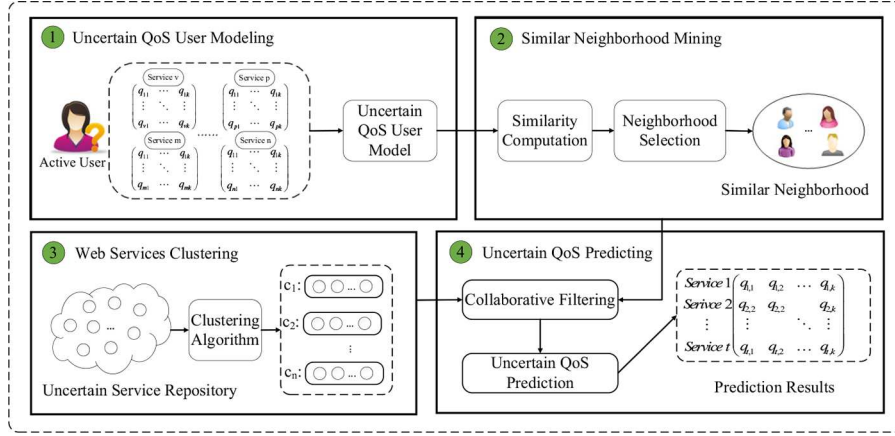 1 Uncertain QoS User Modeling
Service v
q11 ⋯ q1k
⋮ ⋱ ⋮
qv1 ⋯ qvk
Service p
q11 ⋯ q1k
⋮ ⋱ ⋮
qp1 ⋯ qpk
......
Service m
q11 ⋯ q1k
⋮ ⋱ ⋮
qm1 ⋯ qmk
Service n
q11 ⋯ q1k
⋮ ⋱ ⋮
qn1 ⋯ qnk
Active User
Uncertain
QoS User
Model
2 Similar Neighborhood Mining
Similarity
Computation
Neighborhood
Selection
...
Similar Neighborhood
3 Web Services Clustering
...
Uncertain Service Repository
Clustering
Algorithm
c1: ...
c2: ...
⋮
cn: ...
4 Uncertain QoS Predicting
Collaborative Filtering
Uncertain QoS
Prediction
Service 1 q1,1 q1,2 ⋯ q1,k
Serivce 2 q2,2 q2,2 q2,k
⋮ ⋮ ⋱ ⋮
Service t qt,1 qt,2 ⋯ qt,k
Prediction Results